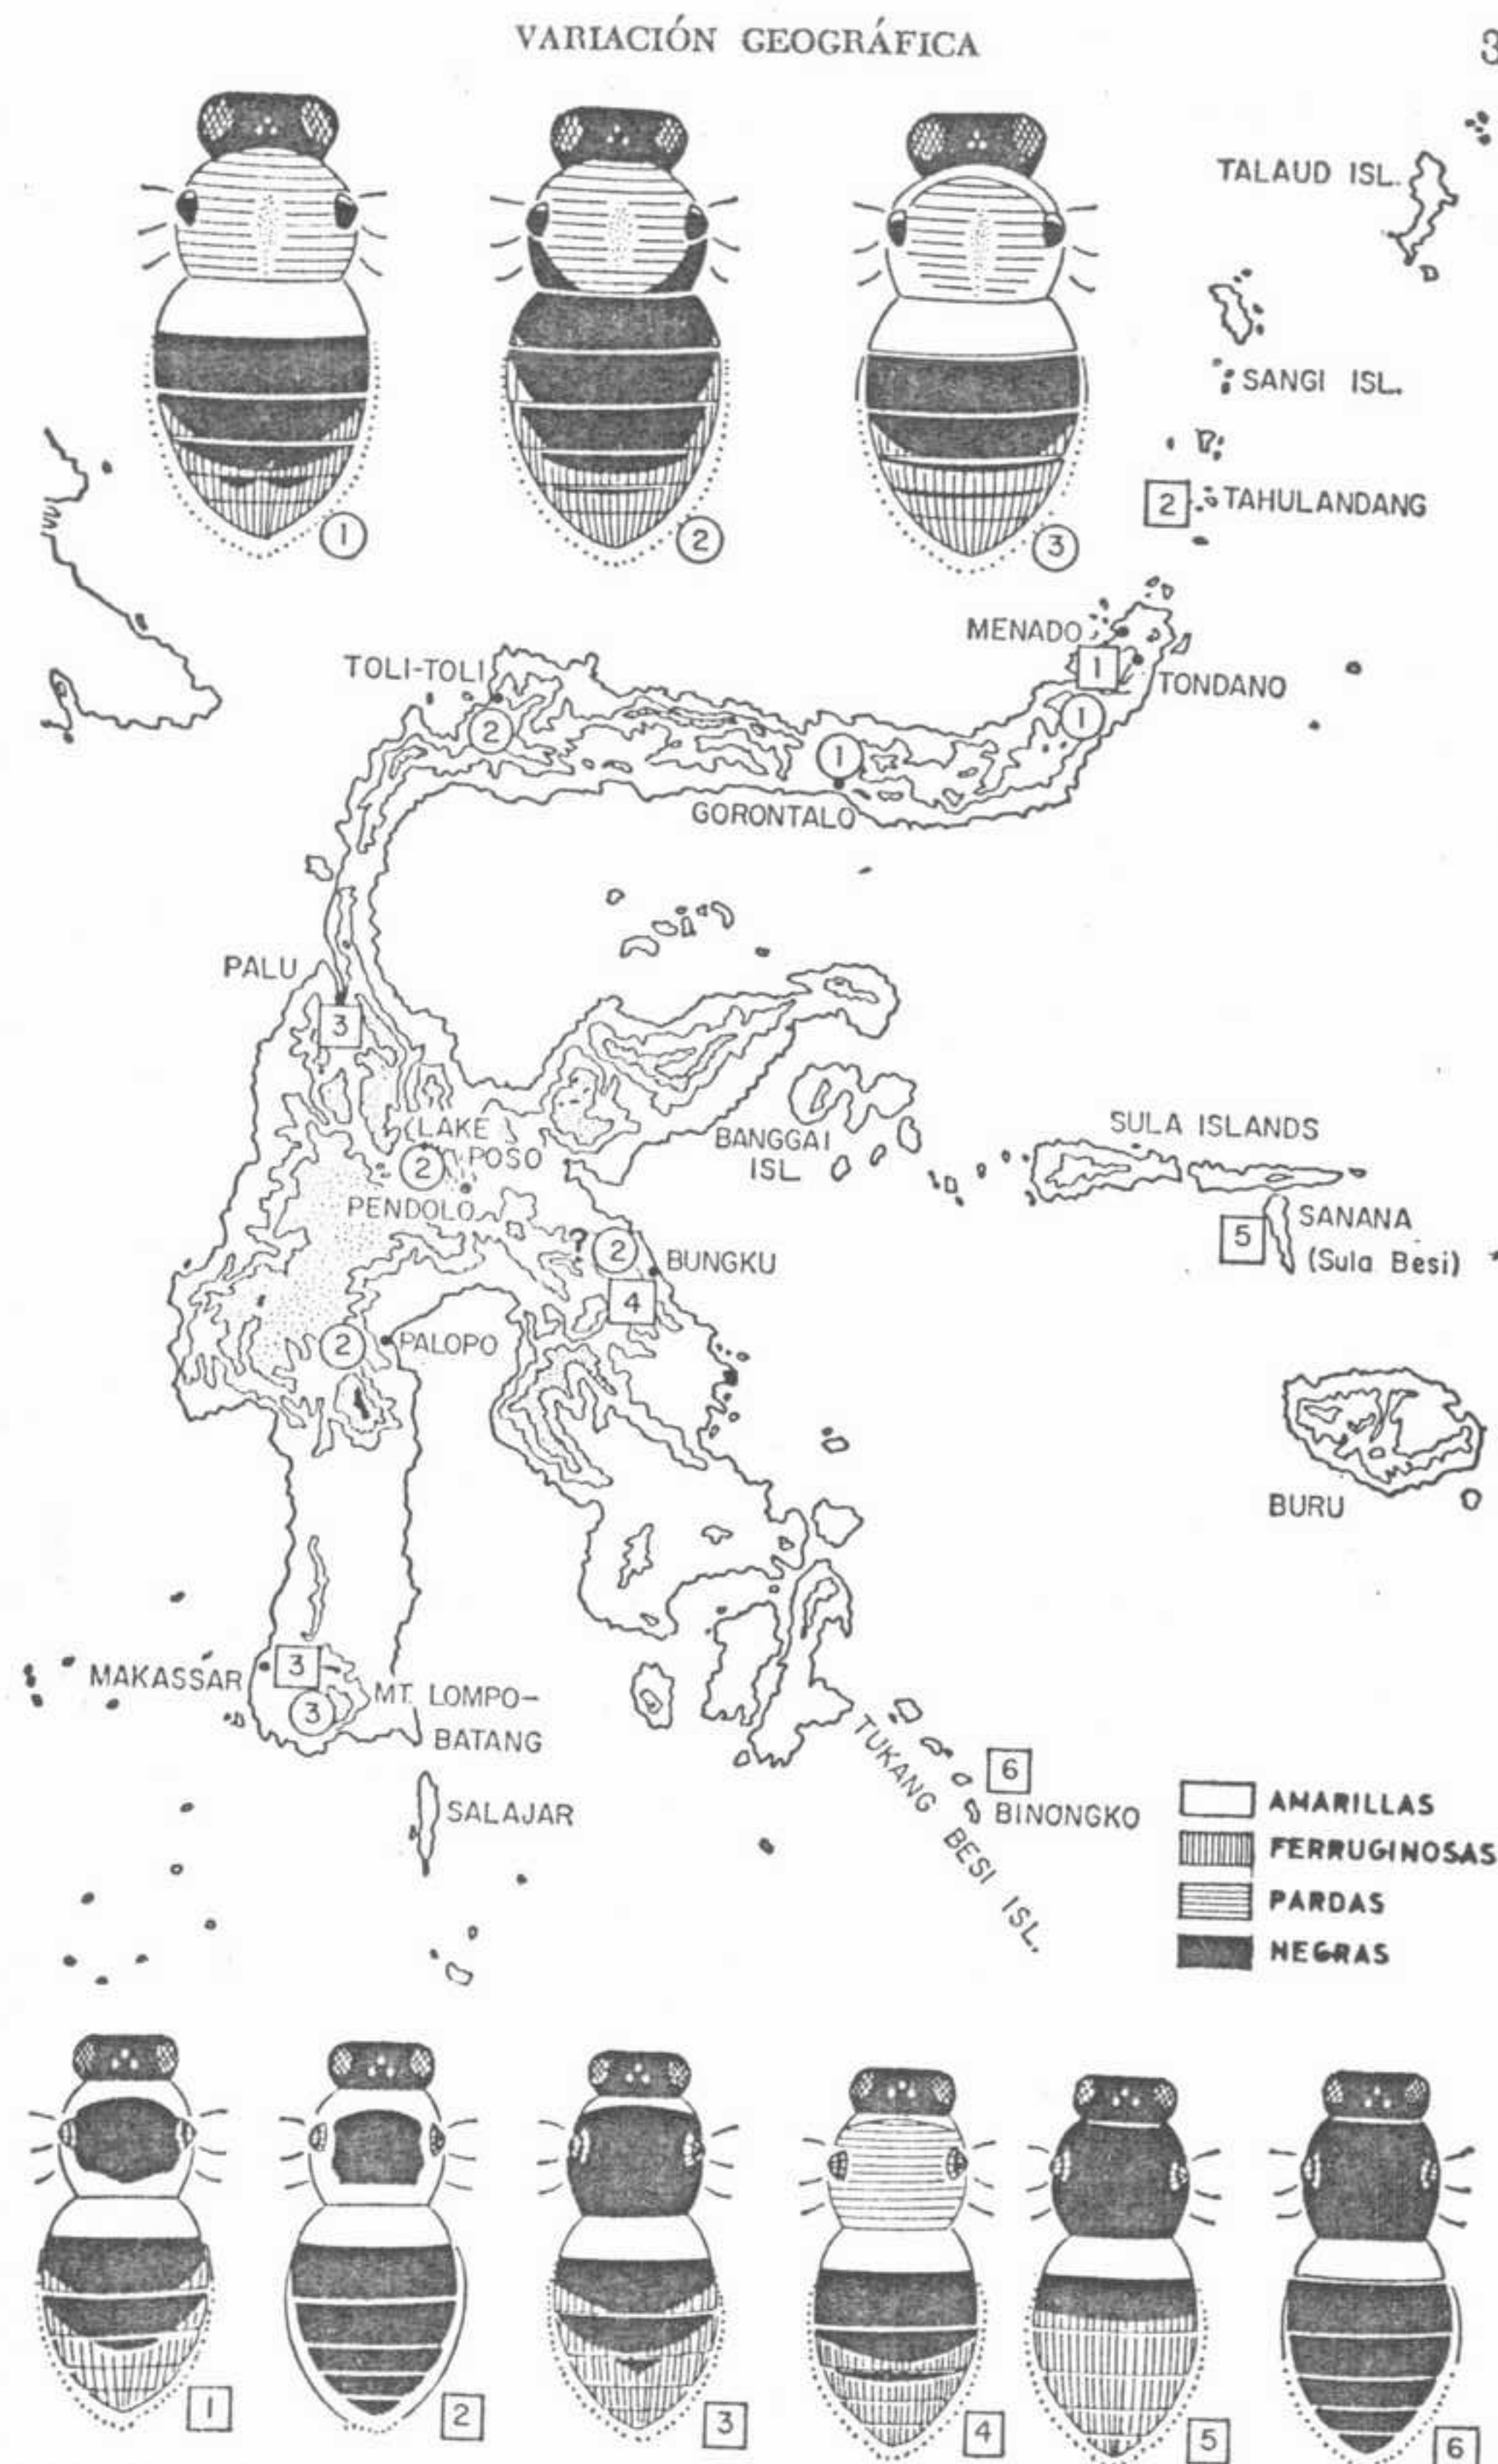 VARIACIÓN GEOGRÁFICA
3
TALAUD ISL.
SANGI ISL.
2 TAHULANDANG
1
2
3
MENADO
1
TONDANO
TOLI-TOLI
2
1
1
GORONTALO
PALU
3
LAKE
POSO
2
PENDOLO
BANGGAI
ISL.
SULA ISLANDS
5 SANANA
(Sula Besi)
? 2
BUNGKU
4
2 PALOPO
BURU
MAKASSAR 3
3
MT. LOMPO-
BATANG
SALAJAR
TUKANG BESI ISL.
6
BINONGKO
AMARILLAS
FERRUGINOSAS
PARDAS
NEGRAS
1
2
3
4
5
6